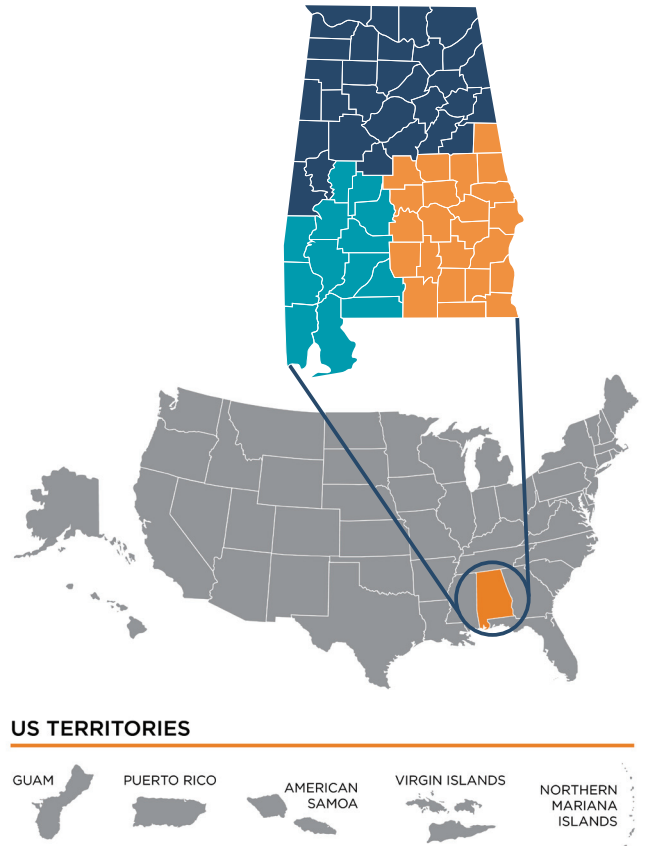 US TERRITORIES
GUAM
PUERTO RICO
AMERICAN
SAMOA
VIRGIN ISLANDS
NORTHERN
MARIANA
ISLANDS